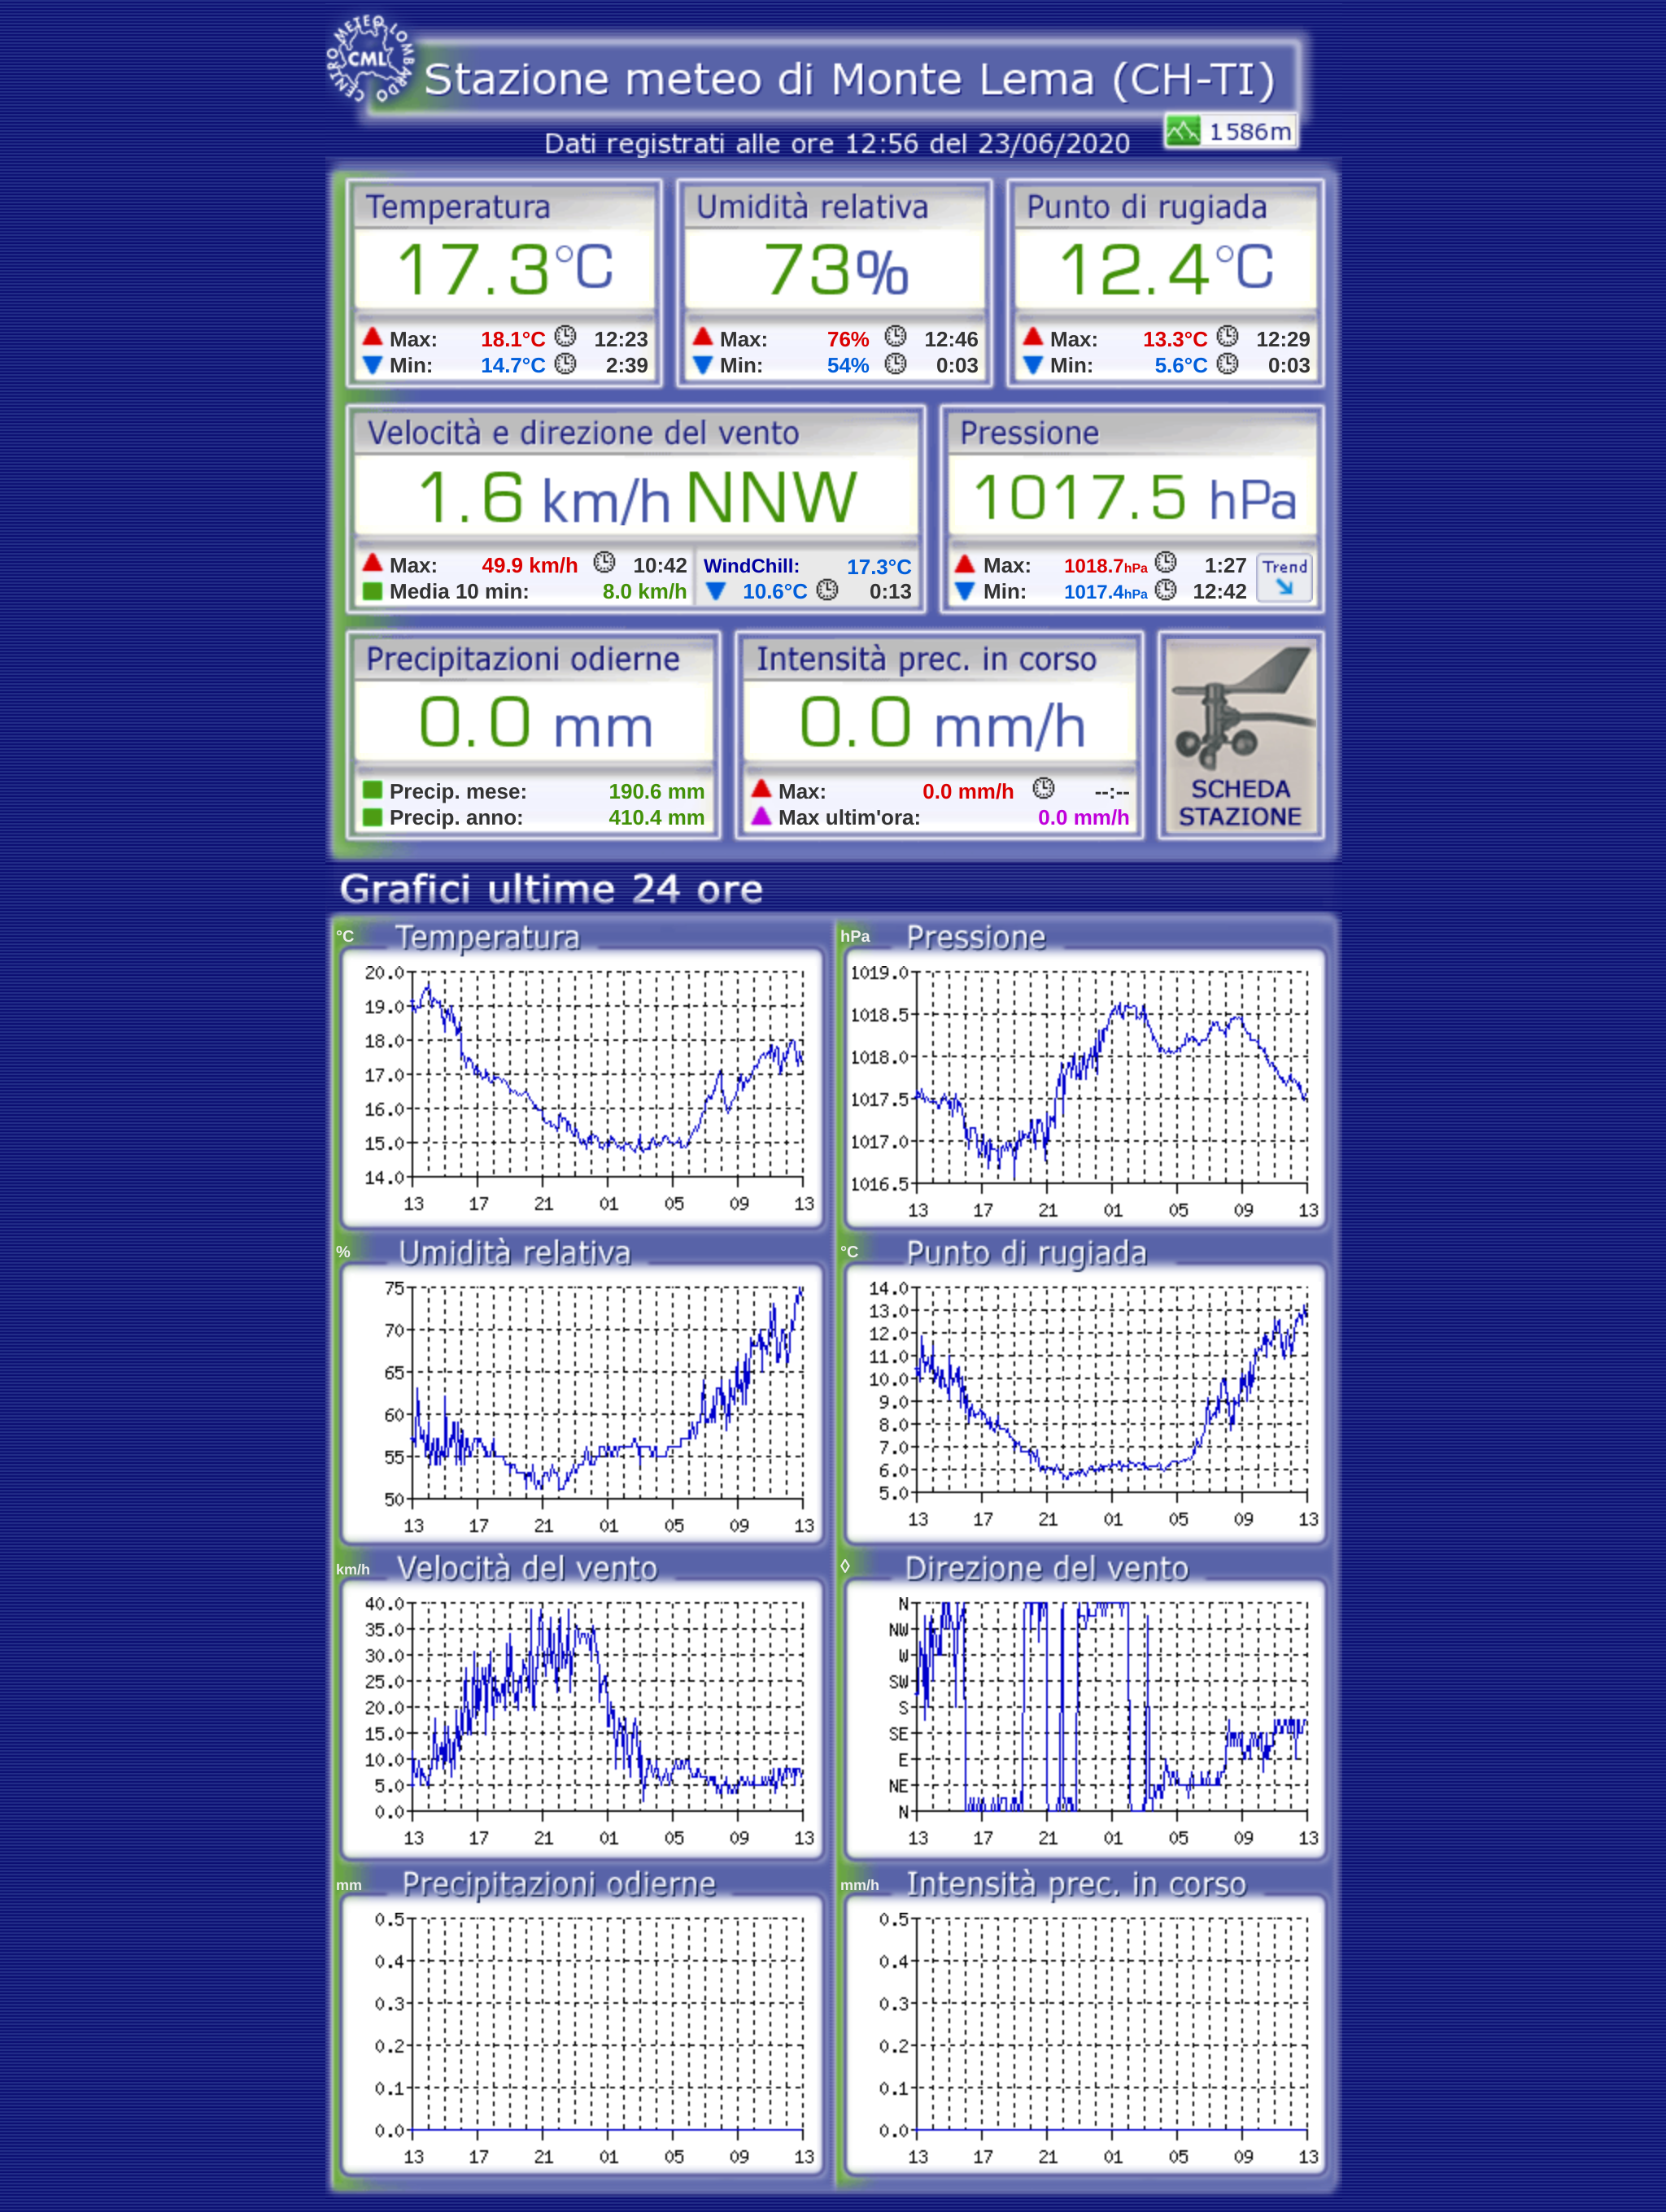 CENTRO METEO LOMBARDO
CML
Stazione meteo di Monte Lema (CH-TI)
Dati registrati alle ore 12:56 del 23/06/2020
1586m
Temperatura
17.3°C
Max: 18.1°C 12:23
Min: 14.7°C 2:39
Umidità relativa
73%
Max: 76% 12:46
Min: 54% 0:03
Punto di rugiada
12.4°C
Max: 13.3°C 12:29
Min: 5.6°C 0:03
Velocità e direzione del vento
1.6 km/h NNW
Max: 49.9 km/h 10:42
Media 10 min: 8.0 km/h
WindChill: 17.3°C
10.6°C 0:13
Pressione
1017.5 hPa
Max: 1018.7hPa 1:27
Min: 1017.4hPa 12:42
Trend
Precipitazioni odierne
0.0 mm
Precip. mese: 190.6 mm
Precip. anno: 410.4 mm
Intensità prec. in corso
0.0 mm/h
Max: 0.0 mm/h --:--
Max ultim'ora: 0.0 mm/h
SCHEDA
STAZIONE
Grafici ultime 24 ore
°C Temperatura
20.0
19.0
18.0
17.0
16.0
15.0
14.0
13 17 21 01 05 09 13
hPa Pressione
1019.0
1018.5
1018.0
1017.5
1017.0
1016.5
13 17 21 01 05 09 13
% Umidità relativa
75
70
65
60
55
50
13 17 21 01 05 09 13
°C Punto di rugiada
14.0
13.0
12.0
11.0
10.0
9.0
8.0
7.0
6.0
5.0
13 17 21 01 05 09 13
km/h Velocità del vento
40.0
35.0
30.0
25.0
20.0
15.0
10.0
5.0
0.0
13 17 21 01 05 09 13
◊ Direzione del vento
N
NW
W
SW
S
SE
E
NE
N
13 17 21 01 05 09 13
mm Precipitazioni odierne
0.5
0.4
0.3
0.2
0.1
0.0
13 17 21 01 05 09 13
mm/h Intensità prec. in corso
0.5
0.4
0.3
0.2
0.1
0.0
13 17 21 01 05 09 13